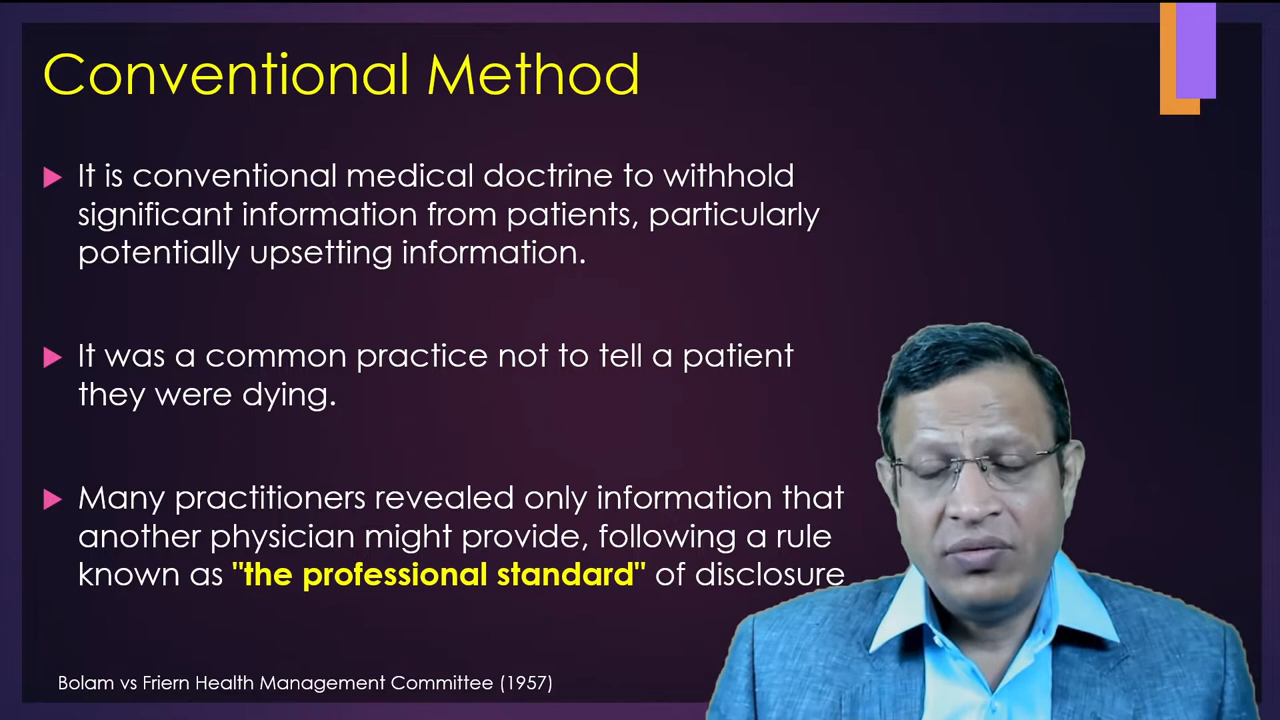 Conventional Method
It is conventional medical doctrine to withhold
significant information from patients, particularly
potentially upsetting information.
It was a common practice not to tell a patient
they were dying.
Many practitioners revealed only information that
another physician might provide, following a rule
known as "the professional standard" of disclosure
Bolam vs Friern Health Management Committee (1957)